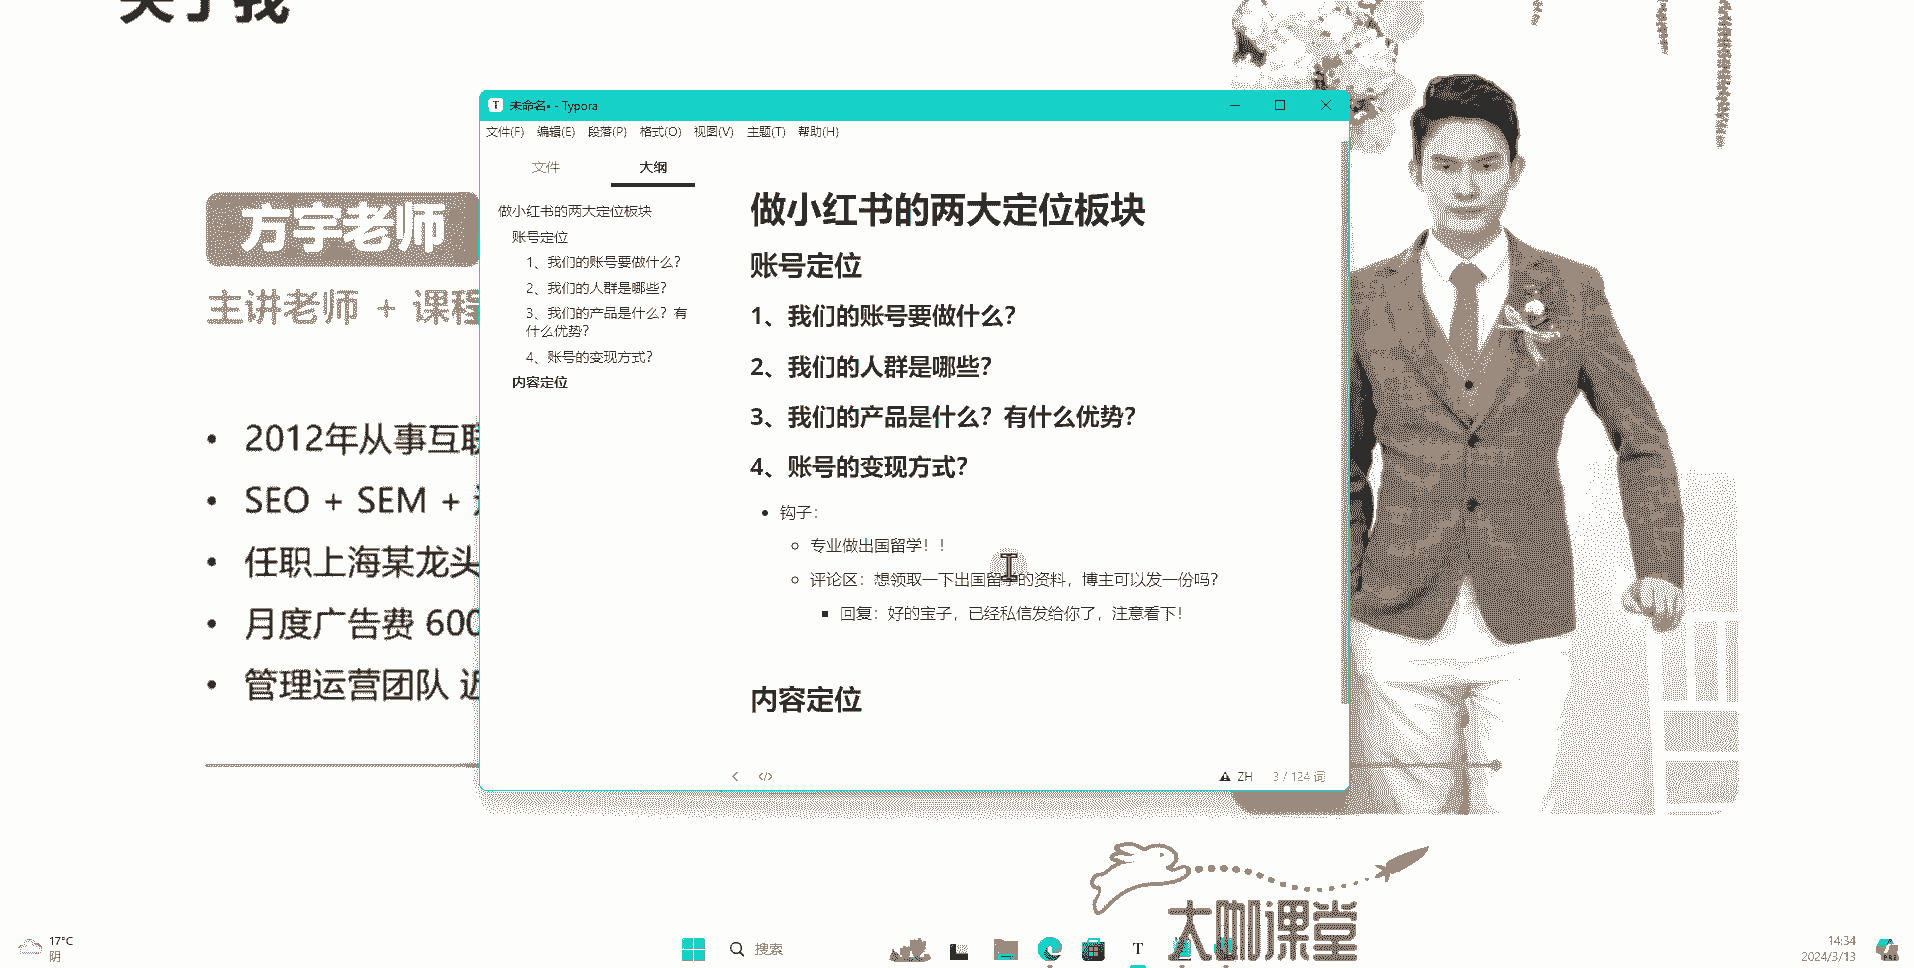 关于我
方宇老师
主讲老师 + 课程
2012年从事互联
SEO + SEM +
任职上海某龙头
月度广告费 600
管理运营团队 近
未命名• - Typora
文件(F) 编辑(E) 段落(P) 格式(O) 视图(V) 主题(T) 帮助(H)
文件 大纲
做小红书的两大定位板块
账号定位
1、我们的账号要做什么？
2、我们的人群是哪些？
3、我们的产品是什么？有
什么优势？
4、账号的变现方式？
内容定位
做小红书的两大定位板块
账号定位
1、我们的账号要做什么？
2、我们的人群是哪些？
3、我们的产品是什么？有什么优势？
4、账号的变现方式？
钩子：
专业做出国留学！！
评论区：想领取一下出国留学的资料，博主可以发一份吗？
回复：好的宝子，已经私信发给你了，注意看下！
内容定位
ZH 3 / 124 词
大咖课堂
17°C
阴
搜索
14:34
2024/3/13